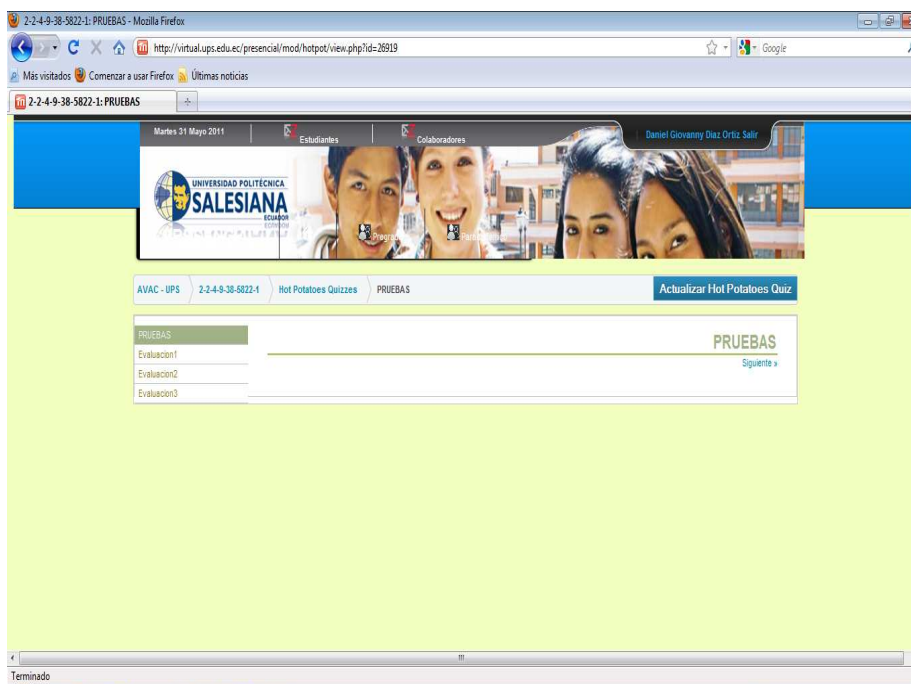 2-2-4-9-38-5822-1: PRUEBAS - Mozilla Firefox
http://virtual.ups.edu.ec/presencial/mod/hotpot/view.php?id=26919
Google
Más visitados Comenzar a usar Firefox Últimas noticias
2-2-4-9-38-5822-1: PRUEBAS
Martes 31 Mayo 2011 Estudiantes Colaboradores Daniel Giovanny Diaz Ortiz Salir
UNIVERSIDAD POLITÉCNICA
SALESIANA
ECUADOR
AVAC - UPS 2-2-4-9-38-5822-1 Hot Potatoes Quizzes PRUEBAS Actualizar Hot Potatoes Quiz
PRUEBAS
Evaluacion1
Evaluacion2
Evaluacion3
PRUEBAS
Siguiente »
Terminado